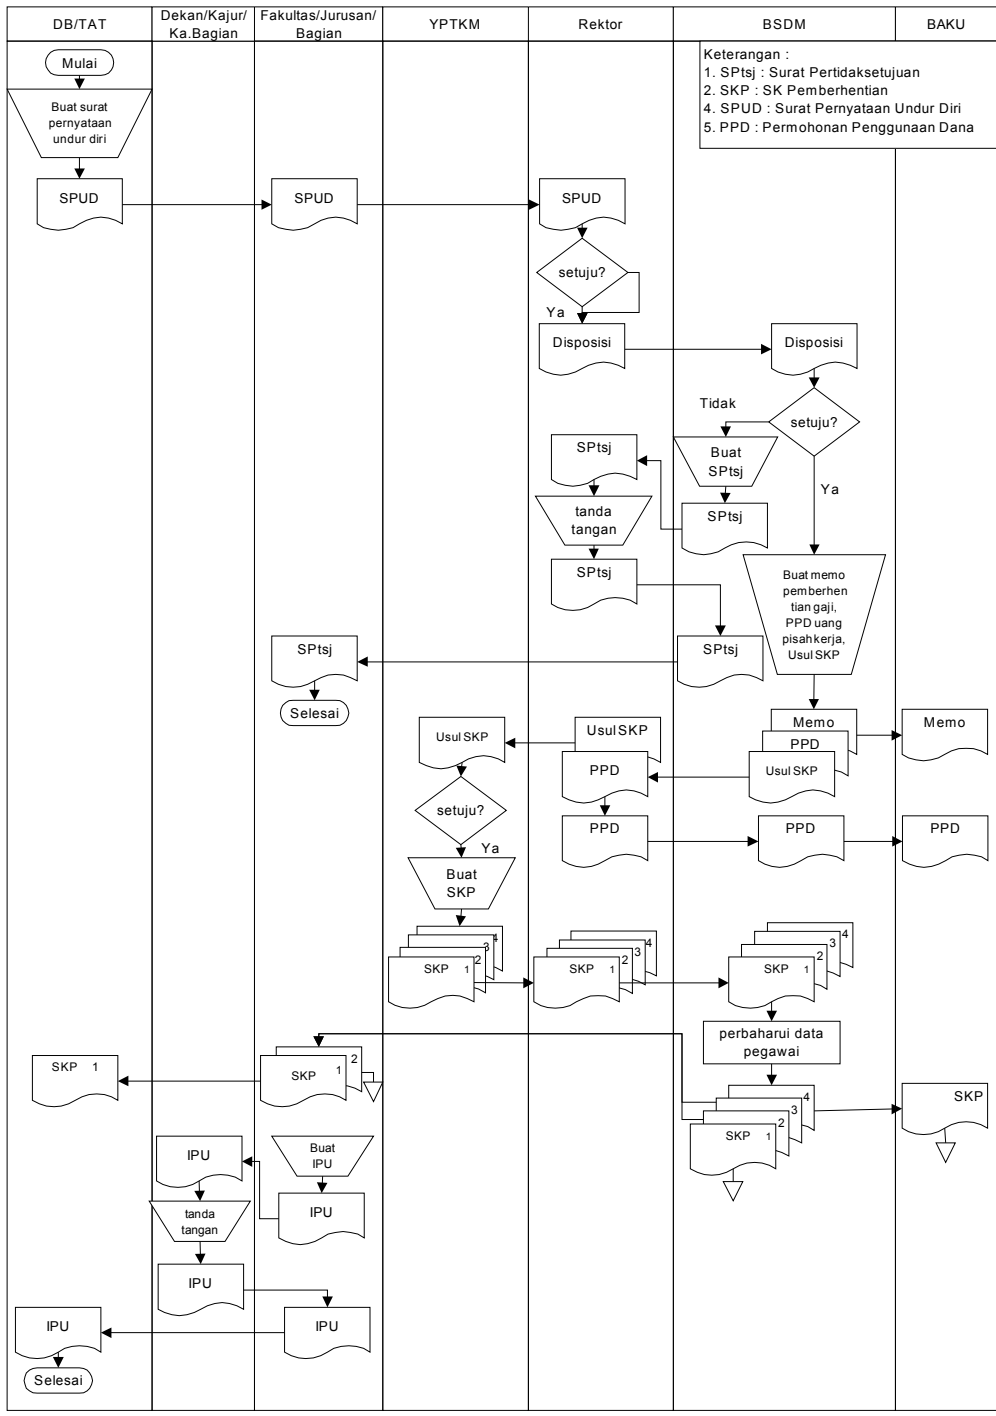 DB/TAT
Dekan/Kajur/
Ka.Bagian
Fakultas/Jurusan/
Bagian
YPTKM
Rektor
BSDM
BAKU
Keterangan :
1. SPtsj : Surat Pertidaksetujuan
2. SKP : SK Pemberhentian
4. SPUD : Surat Pernyataan Undur Diri
5. PPD : Permohonan Penggunaan Dana
Mulai
Buat surat
pernyataan
undur diri
SPUD
SPUD
SPUD
setuju?
Ya
Disposisi
Disposisi
setuju?
Tidak
Ya
Buat
SPtsj
SPtsj
SPtsj
tanda
tangan
SPtsj
SPtsj
SPtsj
Selesai
Buat memo
pemberhen
tian gaji,
PPD uang
pisah kerja,
Usul SKP
Memo
PPD
Usul SKP
Memo
Usul SKP
PPD
Usul SKP
setuju?
Ya
PPD
PPD
PPD
Buat
SKP
4
3
2
SKP 1
4
3
2
SKP 1
4
3
2
SKP 1
perbaharui data
pegawai
4
3
2
SKP 1
SKP
2
SKP 1
SKP 1
Buat
IPU
IPU
IPU
tanda
tangan
IPU
IPU
IPU
Selesai